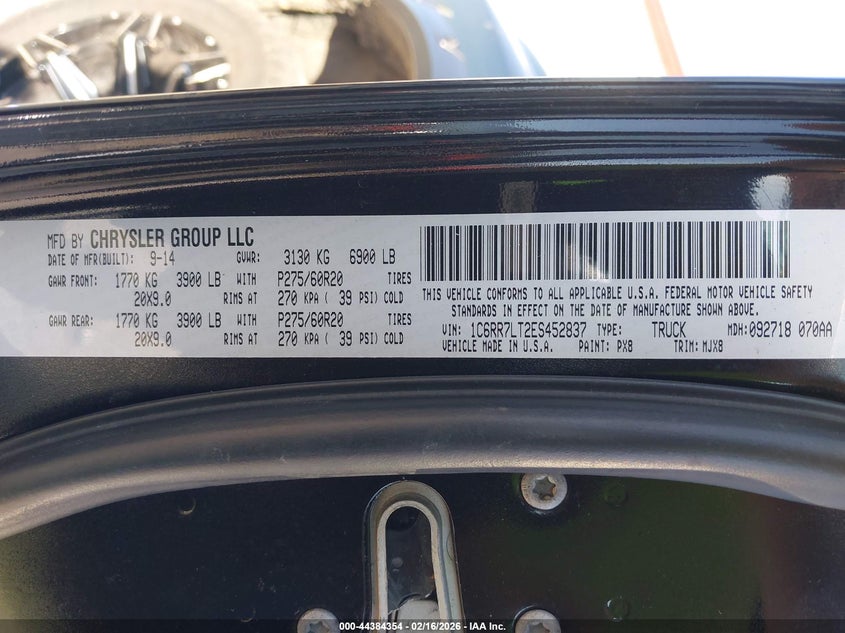 MFD BY CHRYSLER GROUP LLC
DATE OF MFR(BUILT): 9-14 GVWR: 3130 KG 6900 LB
GAWR FRONT: 1770 KG 3900 LB WITH P275/60R20 TIRES
20X9.0 RIMS AT 270 KPA ( 39 PSI) COLD
GAWR REAR: 1770 KG 3900 LB WITH P275/60R20 TIRES
20X9.0 RIMS AT 270 KPA ( 39 PSI) COLD
THIS VEHICLE CONFORMS TO ALL APPLICABLE U.S.A. FEDERAL MOTOR VEHICLE SAFETY
STANDARDS IN EFFECT ON THE DATE OF MANUFACTURE SHOWN ABOVE.
VIN: 1C6RR7LT2ES452837 TYPE: TRUCK MDH:092718 070AA
VEHICLE MADE IN U.S.A. PAINT: PX8 TRIM: MJX8
000-44384354 - 02/16/2026 - IAA Inc.